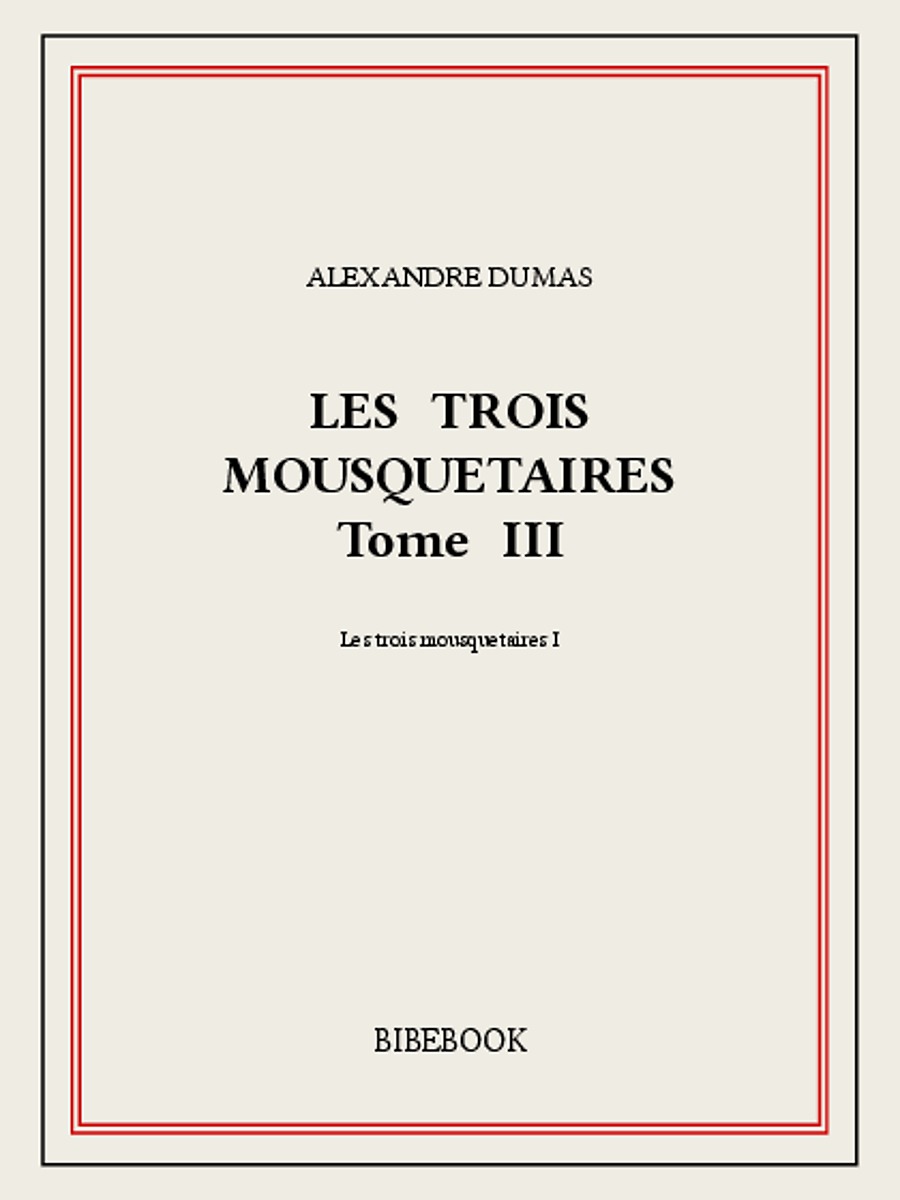 ALEXANDRE DUMAS
LES TROIS
MOUSQUETAIRES
Tome III
Les trois mousquetaires I
BIBEBOOK